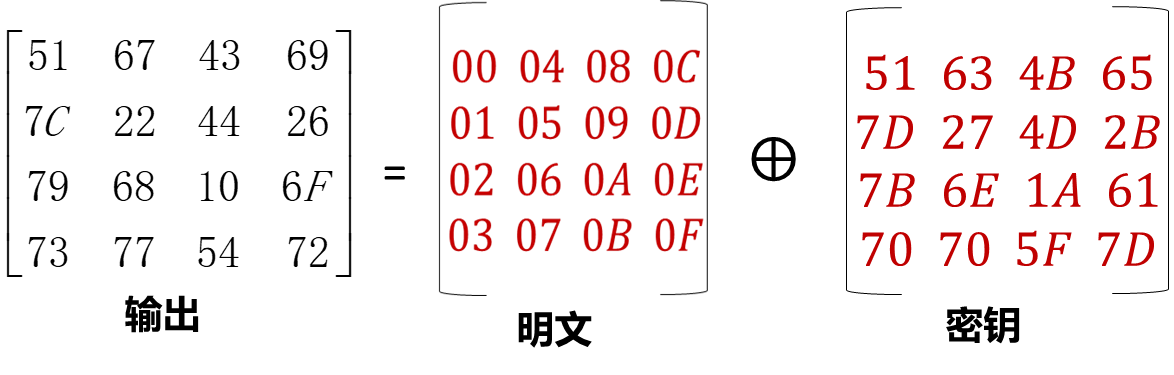 51 67 43 69 00 04 08 0C 51 63 4B 65
7C 22 44 26 01 05 09 0D 7D 27 4D 2B
79 68 10 6F = 02 06 0A 0E ⊕ 7B 6E 1A 61
73 77 54 72 03 07 0B 0F 70 70 5F 7D
输出 明文 密钥